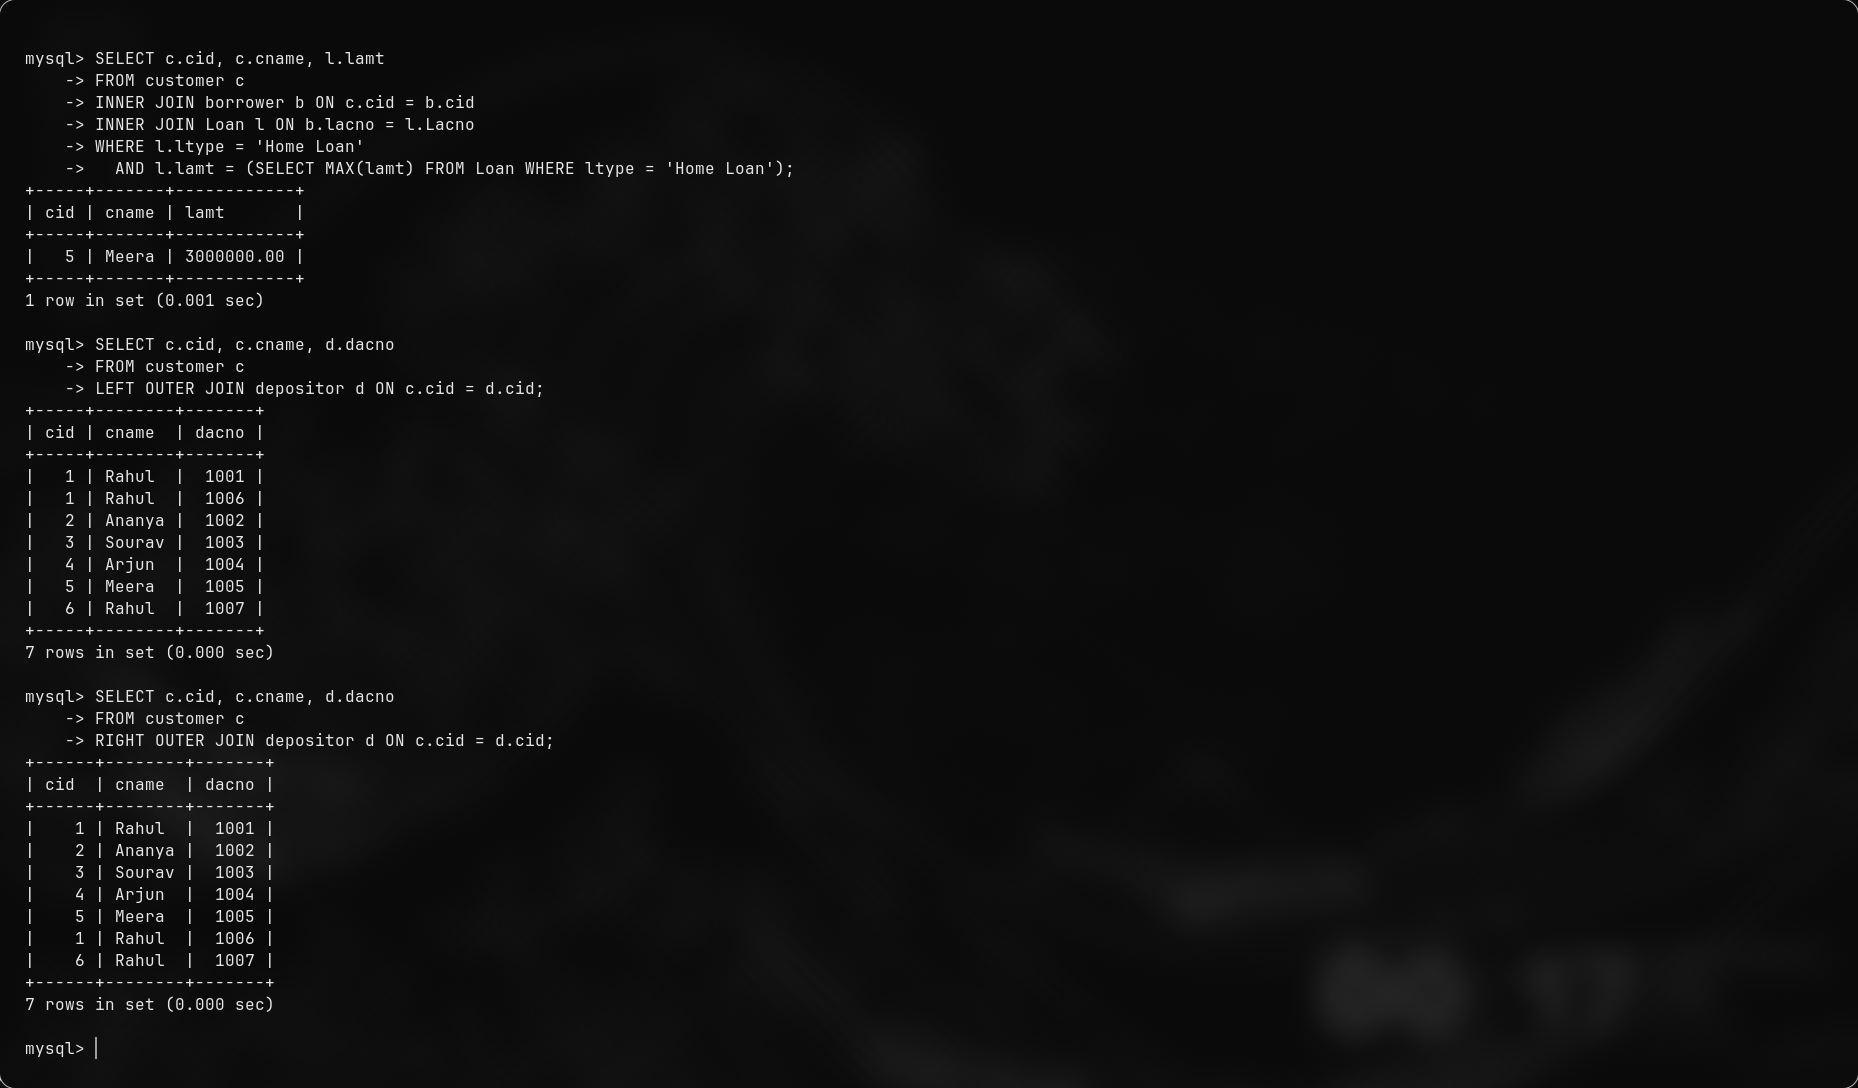 mysql> SELECT c.cid, c.cname, l.lamt
    -> FROM customer c
    -> INNER JOIN borrower b ON c.cid = b.cid
    -> INNER JOIN Loan l ON b.lacno = l.Lacno
    -> WHERE l.ltype = 'Home Loan'
    ->   AND l.lamt = (SELECT MAX(lamt) FROM Loan WHERE ltype = 'Home Loan');
+-----+-------+------------+
| cid | cname | lamt       |
+-----+-------+------------+
|   5 | Meera | 3000000.00 |
+-----+-------+------------+
1 row in set (0.001 sec)

mysql> SELECT c.cid, c.cname, d.dacno
    -> FROM customer c
    -> LEFT OUTER JOIN depositor d ON c.cid = d.cid;
+-----+--------+-------+
| cid | cname  | dacno |
+-----+--------+-------+
|   1 | Rahul  |  1001 |
|   1 | Rahul  |  1006 |
|   2 | Ananya |  1002 |
|   3 | Sourav |  1003 |
|   4 | Arjun  |  1004 |
|   5 | Meera  |  1005 |
|   6 | Rahul  |  1007 |
+-----+--------+-------+
7 rows in set (0.000 sec)

mysql> SELECT c.cid, c.cname, d.dacno
    -> FROM customer c
    -> RIGHT OUTER JOIN depositor d ON c.cid = d.cid;
+------+--------+-------+
| cid  | cname  | dacno |
+------+--------+-------+
|    1 | Rahul  |  1001 |
|    2 | Ananya |  1002 |
|    3 | Sourav |  1003 |
|    4 | Arjun  |  1004 |
|    5 | Meera  |  1005 |
|    1 | Rahul  |  1006 |
|    6 | Rahul  |  1007 |
+------+--------+-------+
7 rows in set (0.000 sec)

mysql>